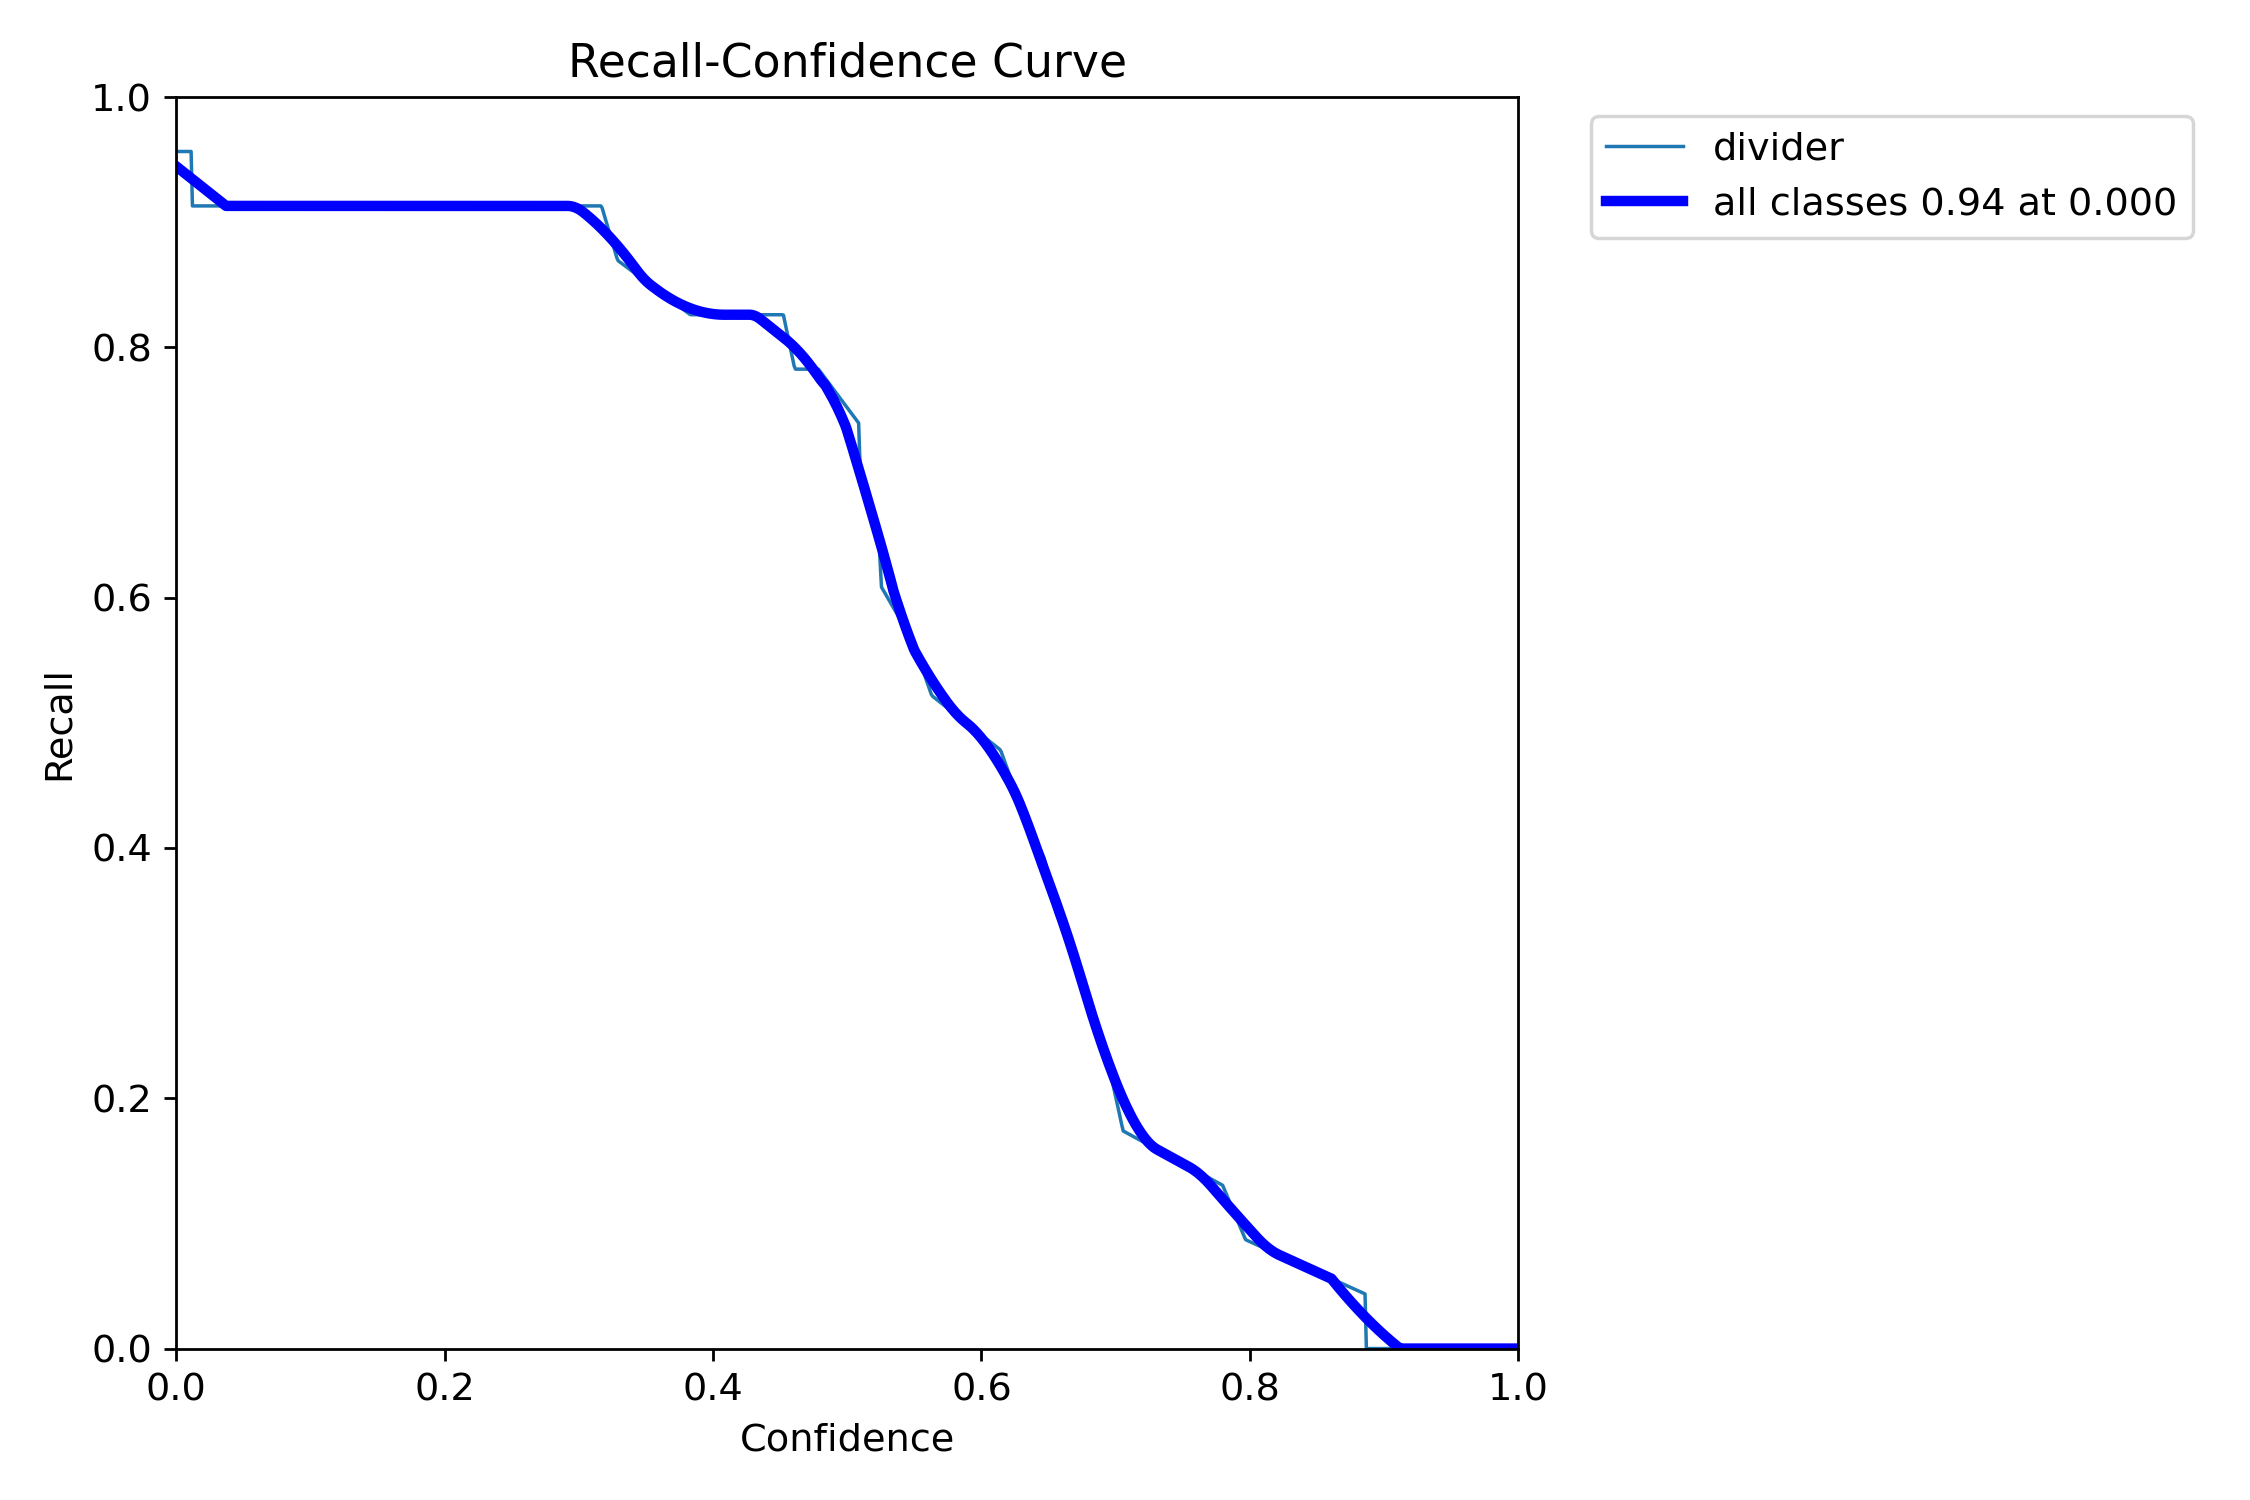 Recall-Confidence Curve
1.0
0.8
0.6
0.4
0.2
0.0
Recall
0.0 0.2 0.4 0.6 0.8 1.0
Confidence
divider
all classes 0.94 at 0.000